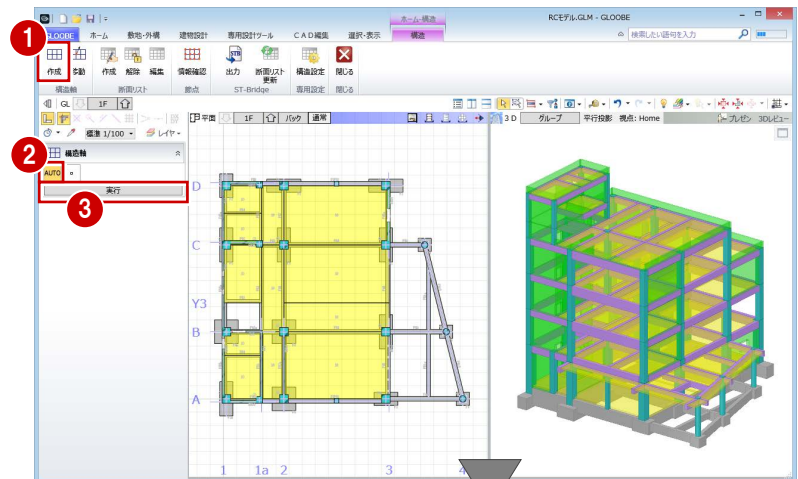 ホーム-構造
RCモデル.GLM - GLOOBE
1
GLOOBE ホーム 敷地・外構 建物設計 専用設計ツール CAD編集 選択・表示 構造 検索したい語句を入力
作成 移動 作成 解除 編集 情報確認 出力 断面リスト更新 構造設定 閉じる
構造軸 断面リスト 節点 ST-Bridge 専用設定 閉じる
GL 1F
平面 1F バック 通常 3D グループ 平行投影 視点: Home プレゼン 3Dレビュー
標準 1/100 レイヤ
2
構造軸
AUTO
実行
3
D
C
Y3
B
A
1 1a 2 3 4